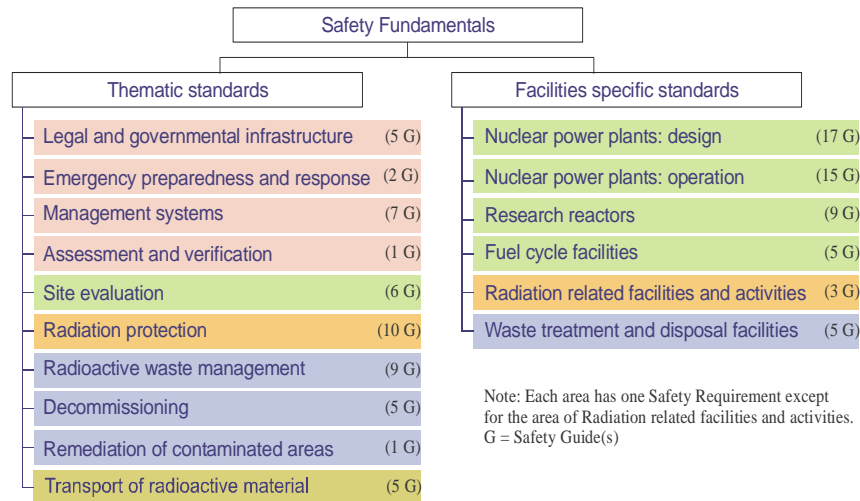 Safety Fundamentals
Thematic standards
Legal and governmental infrastructure (5 G)
Emergency preparedness and response (2 G)
Management systems (7 G)
Assessment and verification (1 G)
Site evaluation (6 G)
Radiation protection (10 G)
Radioactive waste management (9 G)
Decommissioning (5 G)
Remediation of contaminated areas (1 G)
Transport of radioactive material (5 G)
Facilities specific standards
Nuclear power plants: design (17 G)
Nuclear power plants: operation (15 G)
Research reactors (9 G)
Fuel cycle facilities (5 G)
Radiation related facilities and activities (3 G)
Waste treatment and disposal facilities (5 G)
Note: Each area has one Safety Requirement except
for the area of Radiation related facilities and activities.
G = Safety Guide(s)